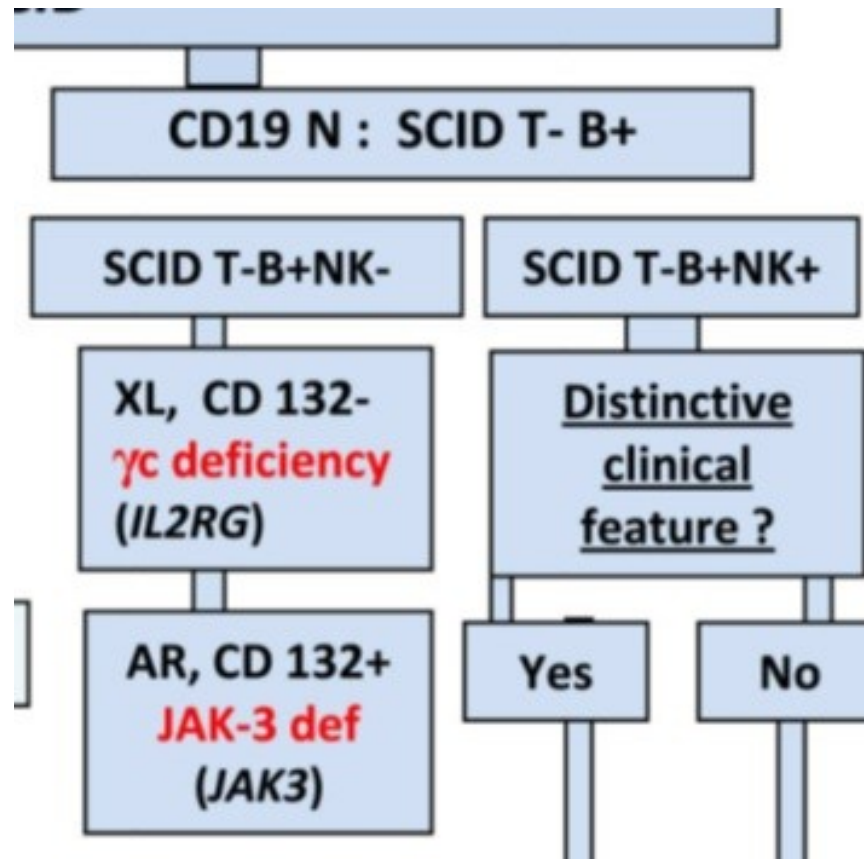 CD19 N : SCID T- B+
SCID T-B+NK-
SCID T-B+NK+
XL, CD 132-
γc deficiency
(IL2RG)
Distinctive
clinical
feature ?
AR, CD 132+
JAK-3 def
(JAK3)
Yes
No